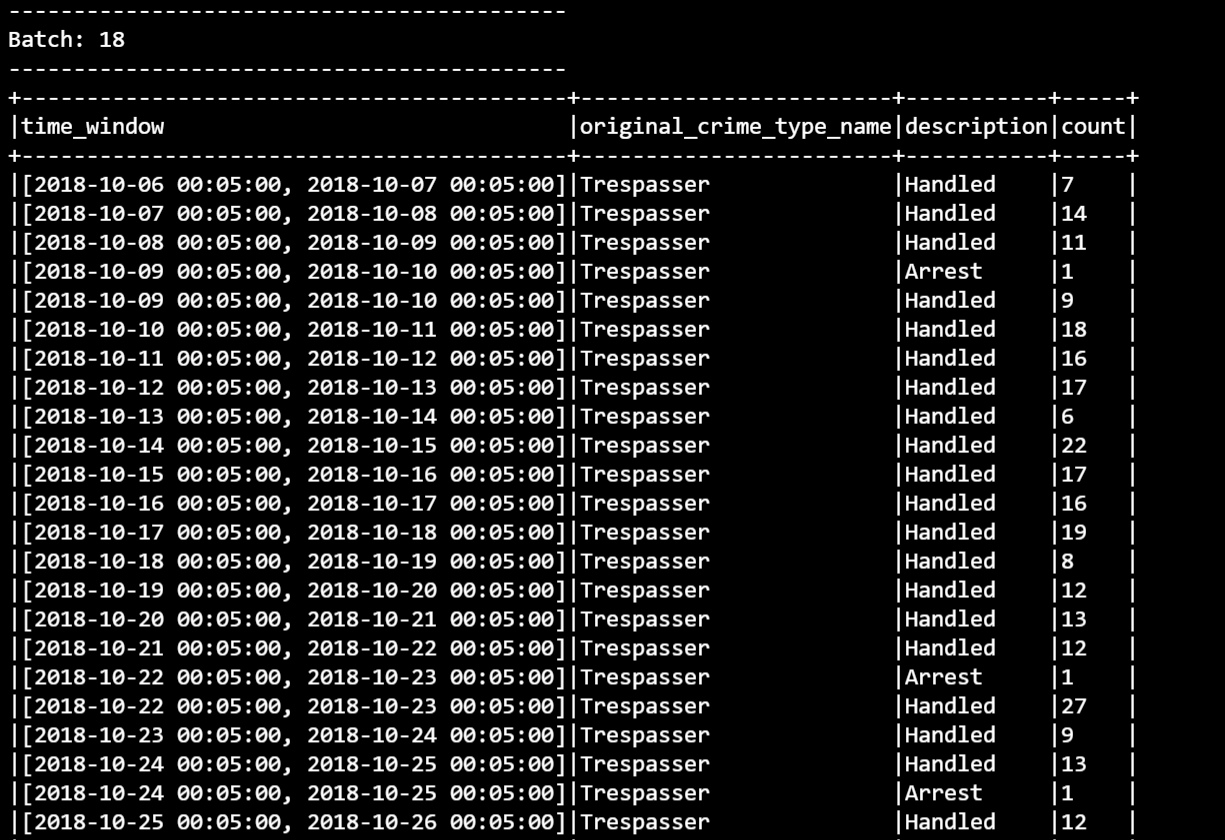 -------------------------------------------
Batch: 18
-------------------------------------------
+------------------------------------------+------------------------+-----------+-----+
|time_window                               |original_crime_type_name|description|count|
+------------------------------------------+------------------------+-----------+-----+
|[2018-10-06 00:05:00, 2018-10-07 00:05:00]|Trespasser              |Handled    |7    |
|[2018-10-07 00:05:00, 2018-10-08 00:05:00]|Trespasser              |Handled    |14   |
|[2018-10-08 00:05:00, 2018-10-09 00:05:00]|Trespasser              |Handled    |11   |
|[2018-10-09 00:05:00, 2018-10-10 00:05:00]|Trespasser              |Arrest     |1    |
|[2018-10-09 00:05:00, 2018-10-10 00:05:00]|Trespasser              |Handled    |9    |
|[2018-10-10 00:05:00, 2018-10-11 00:05:00]|Trespasser              |Handled    |18   |
|[2018-10-11 00:05:00, 2018-10-12 00:05:00]|Trespasser              |Handled    |16   |
|[2018-10-12 00:05:00, 2018-10-13 00:05:00]|Trespasser              |Handled    |17   |
|[2018-10-13 00:05:00, 2018-10-14 00:05:00]|Trespasser              |Handled    |6    |
|[2018-10-14 00:05:00, 2018-10-15 00:05:00]|Trespasser              |Handled    |22   |
|[2018-10-15 00:05:00, 2018-10-16 00:05:00]|Trespasser              |Handled    |17   |
|[2018-10-16 00:05:00, 2018-10-17 00:05:00]|Trespasser              |Handled    |16   |
|[2018-10-17 00:05:00, 2018-10-18 00:05:00]|Trespasser              |Handled    |19   |
|[2018-10-18 00:05:00, 2018-10-19 00:05:00]|Trespasser              |Handled    |8    |
|[2018-10-19 00:05:00, 2018-10-20 00:05:00]|Trespasser              |Handled    |12   |
|[2018-10-20 00:05:00, 2018-10-21 00:05:00]|Trespasser              |Handled    |13   |
|[2018-10-21 00:05:00, 2018-10-22 00:05:00]|Trespasser              |Handled    |12   |
|[2018-10-22 00:05:00, 2018-10-23 00:05:00]|Trespasser              |Arrest     |1    |
|[2018-10-22 00:05:00, 2018-10-23 00:05:00]|Trespasser              |Handled    |27   |
|[2018-10-23 00:05:00, 2018-10-24 00:05:00]|Trespasser              |Handled    |9    |
|[2018-10-24 00:05:00, 2018-10-25 00:05:00]|Trespasser              |Handled    |13   |
|[2018-10-24 00:05:00, 2018-10-25 00:05:00]|Trespasser              |Arrest     |1    |
|[2018-10-25 00:05:00, 2018-10-26 00:05:00]|Trespasser              |Handled    |12   |